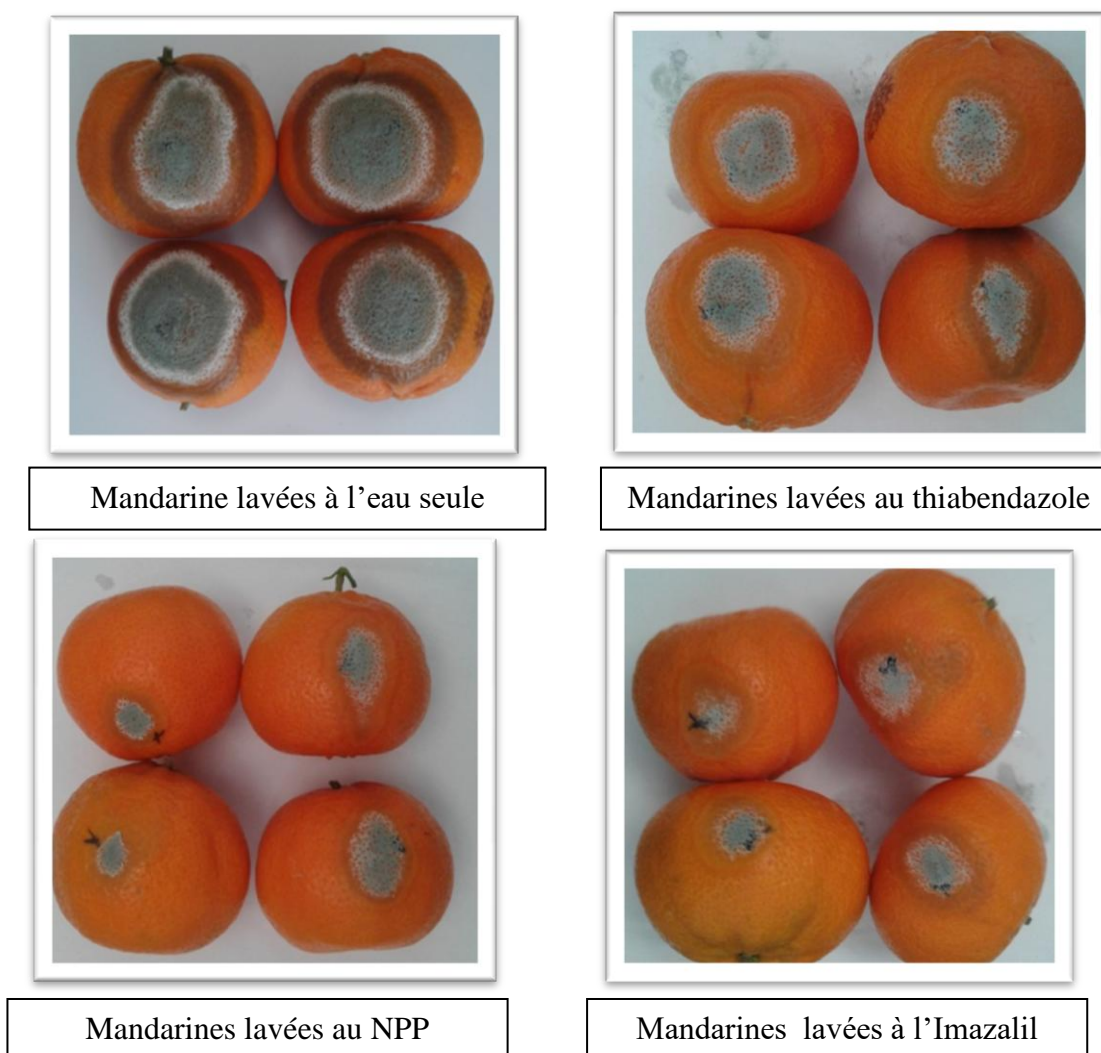 Mandarine lavées à l’eau seule
Mandarines lavées au thiabendazole
Mandarines lavées au NPP
Mandarines lavées à l’Imazalil